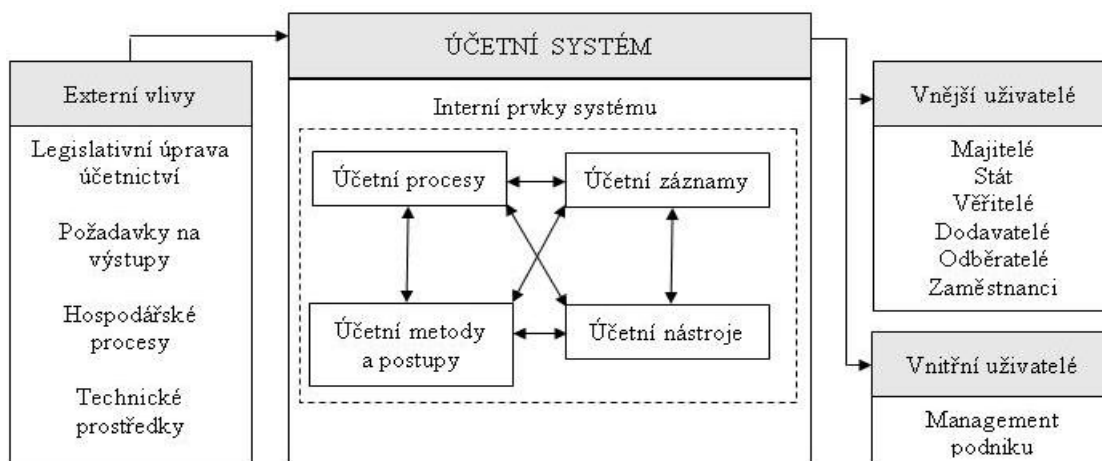 ÚČETNÍ SYSTÉM
Externí vlivy
Legislativní úprava
účetnictví
Požadavky na
výstupy
Hospodářské
procesy
Technické
prostředky
Interní prvky systému
Účetní procesy
Účetní záznamy
Účetní metody
a postupy
Účetní nástroje
Vnější uživatelé
Majitelé
Stát
Věřitelé
Dodavatelé
Odběratelé
Zaměstnanci
Vnitřní uživatelé
Management
podniku